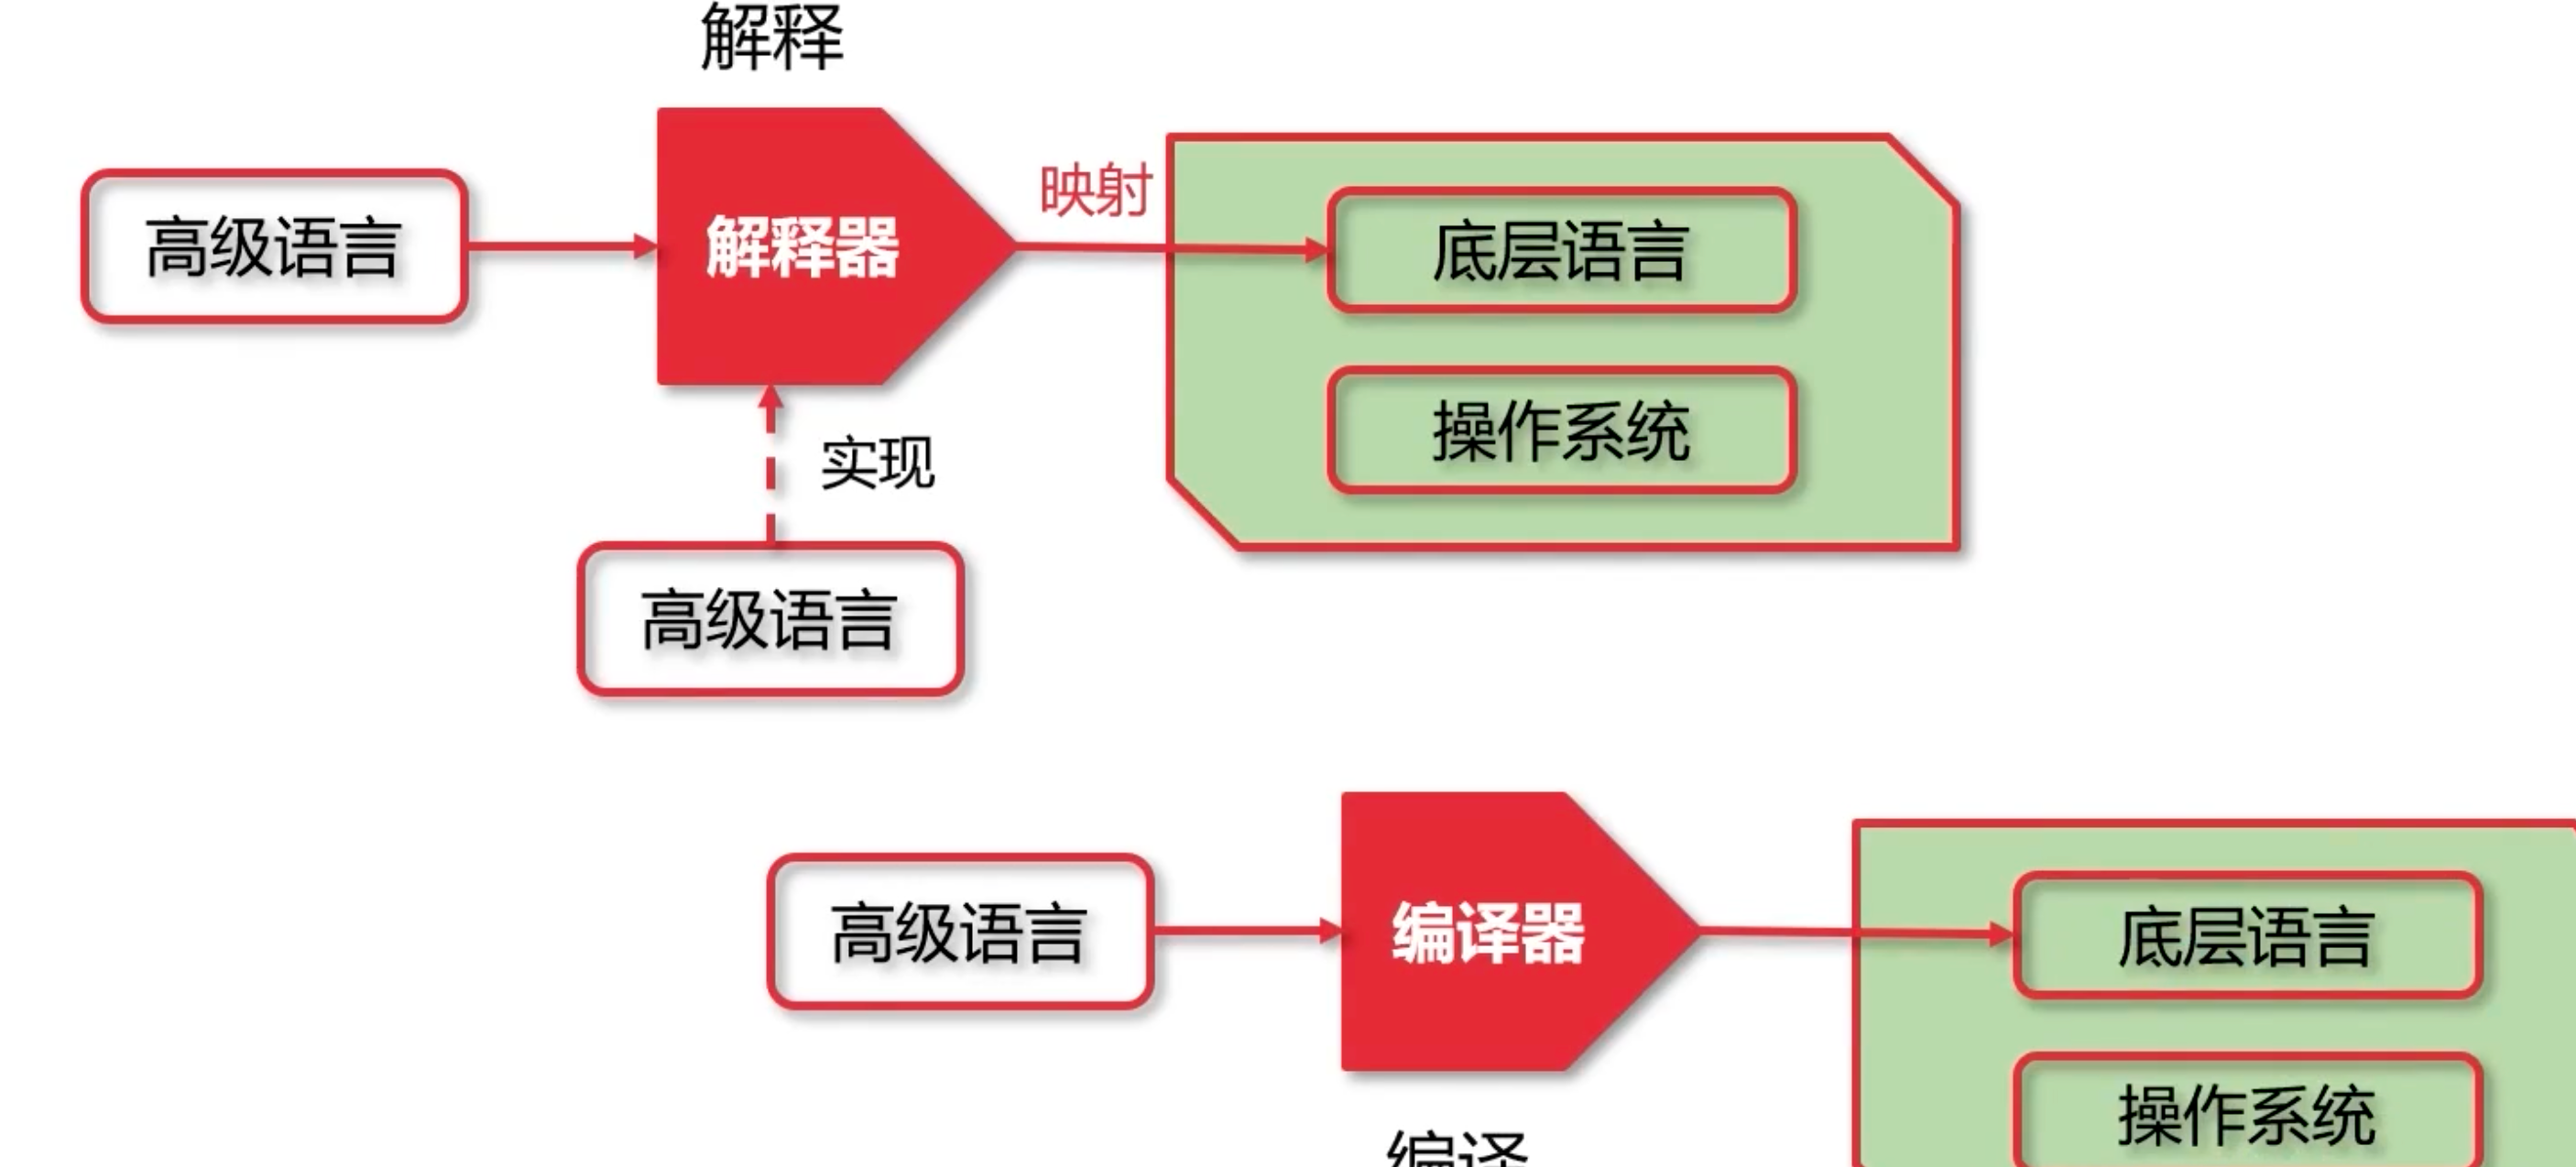 解释
高级语言
解释器
映射
底层语言
操作系统
实现
高级语言
高级语言
编译器
底层语言
操作系统
编译